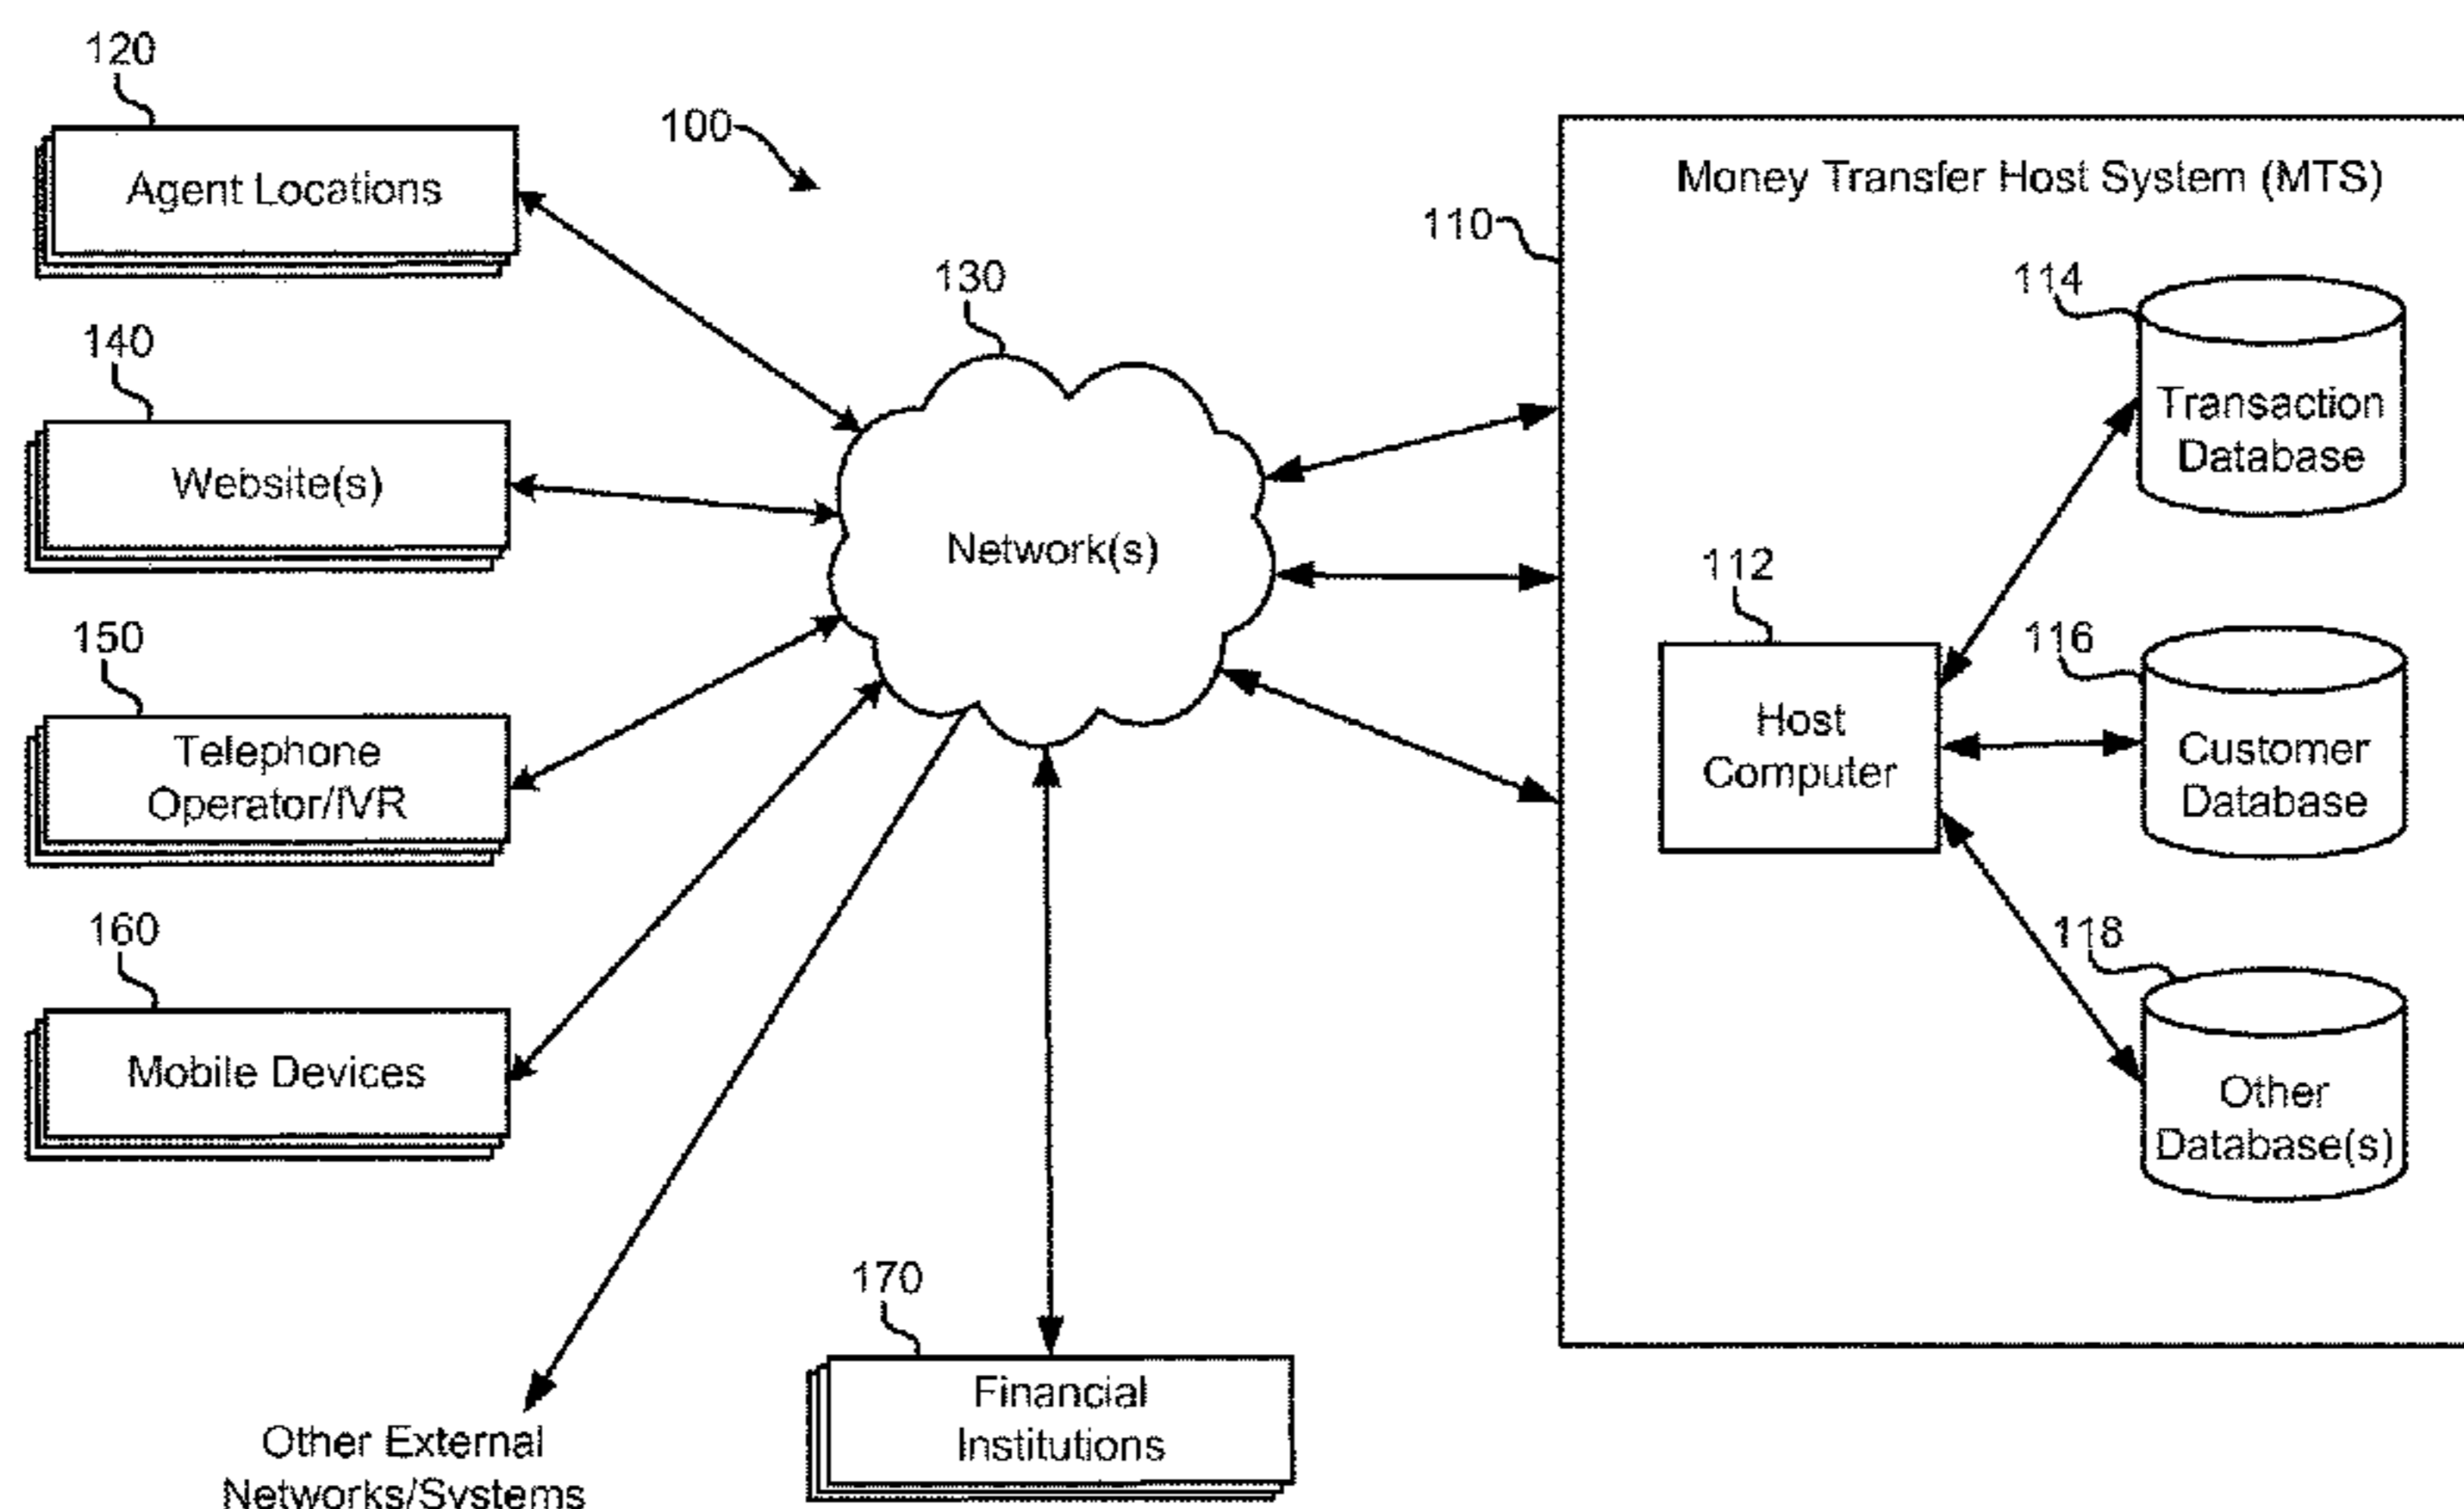 120
Agent Locations
100
Money Transfer Host System (MTS)
110
130
114
140
Website(s)
Transaction
Database
Network(s)
112
150
Telephone
Operator/IVR
116
Host
Computer
Customer
Database
160
Mobile Devices
118
Other
Database(s)
170
Financial
Institutions
Other External
Networks/Systems